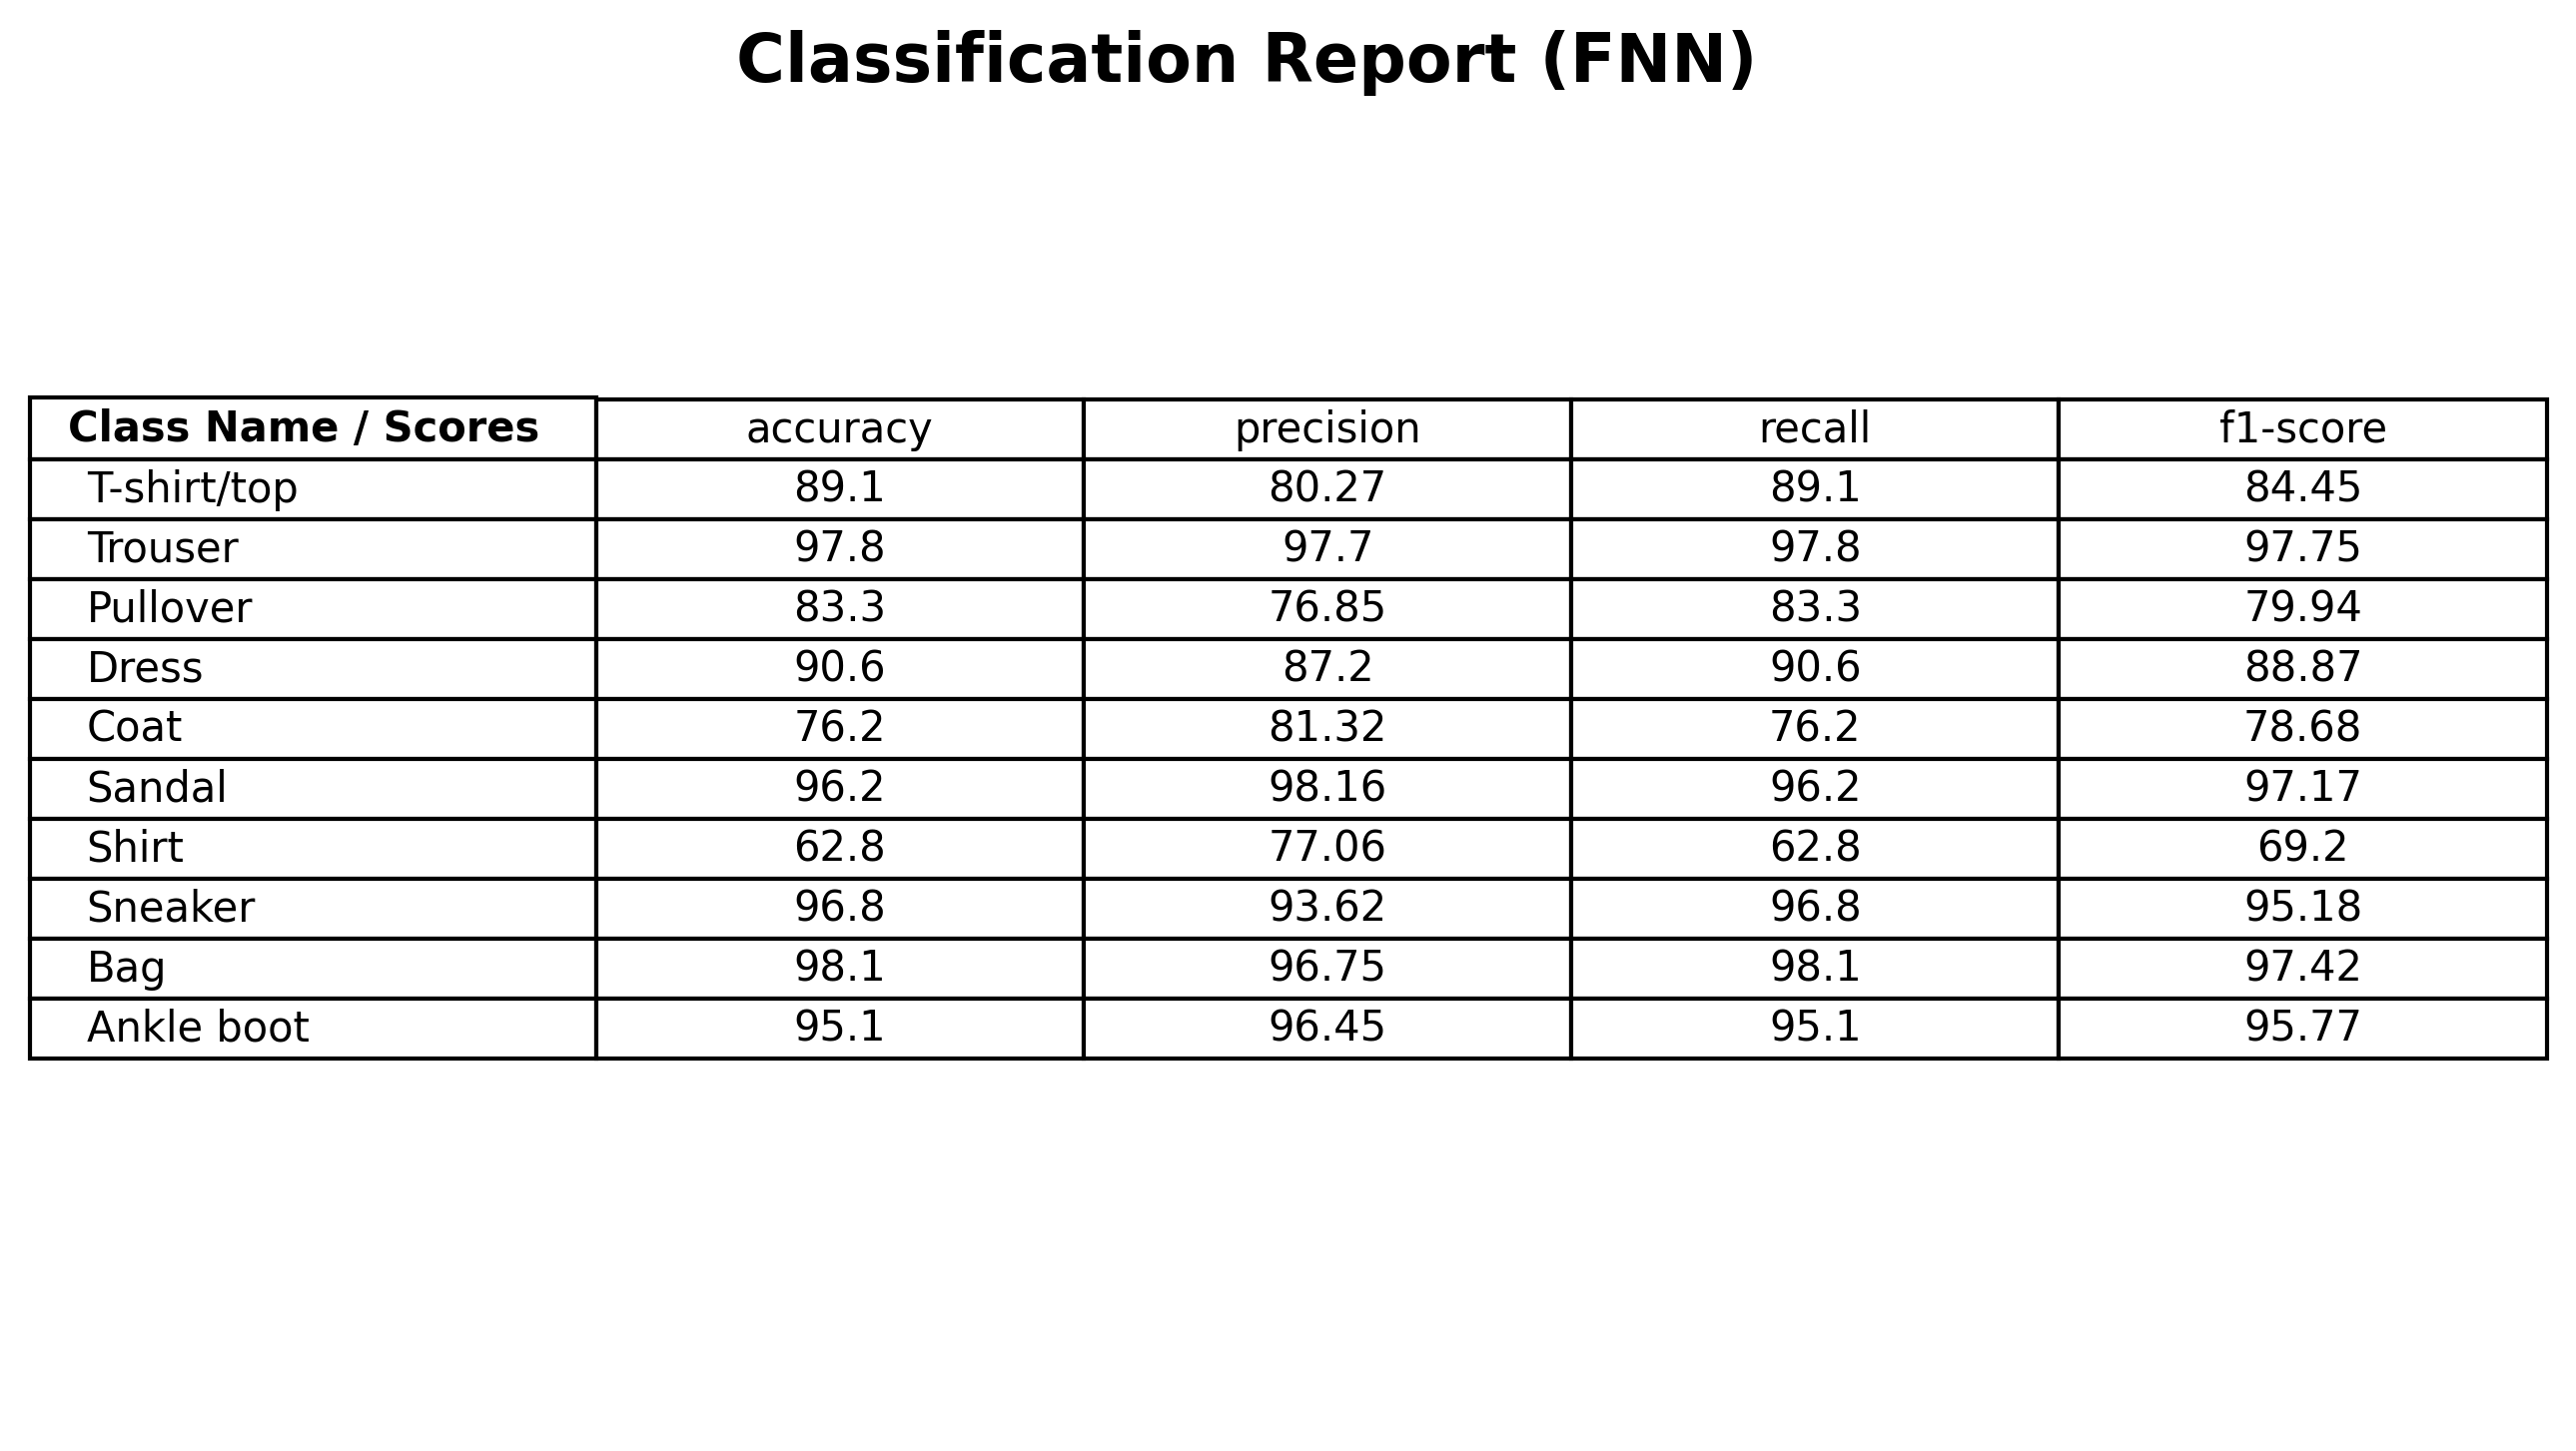 Classification Report (FNN)
Class Name / Scores accuracy precision recall f1-score
T-shirt/top 89.1 80.27 89.1 84.45
Trouser 97.8 97.7 97.8 97.75
Pullover 83.3 76.85 83.3 79.94
Dress 90.6 87.2 90.6 88.87
Coat 76.2 81.32 76.2 78.68
Sandal 96.2 98.16 96.2 97.17
Shirt 62.8 77.06 62.8 69.2
Sneaker 96.8 93.62 96.8 95.18
Bag 98.1 96.75 98.1 97.42
Ankle boot 95.1 96.45 95.1 95.77